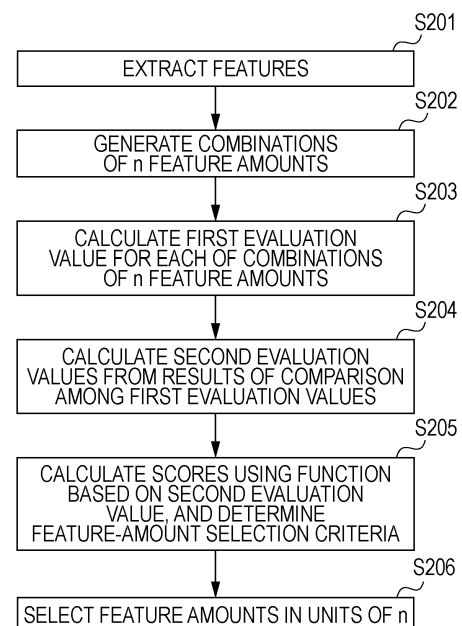 S201
EXTRACT FEATURES
S202
GENERATE COMBINATIONS
OF n FEATURE AMOUNTS
S203
CALCULATE FIRST EVALUATION
VALUE FOR EACH OF COMBINATIONS
OF n FEATURE AMOUNTS
S204
CALCULATE SECOND EVALUATION
VALUES FROM RESULTS OF COMPARISON
AMONG FIRST EVALUATION VALUES
S205
CALCULATE SCORES USING FUNCTION
BASED ON SECOND EVALUATION
VALUE, AND DETERMINE
FEATURE-AMOUNT SELECTION CRITERIA
S206
SELECT FEATURE AMOUNTS IN UNITS OF n